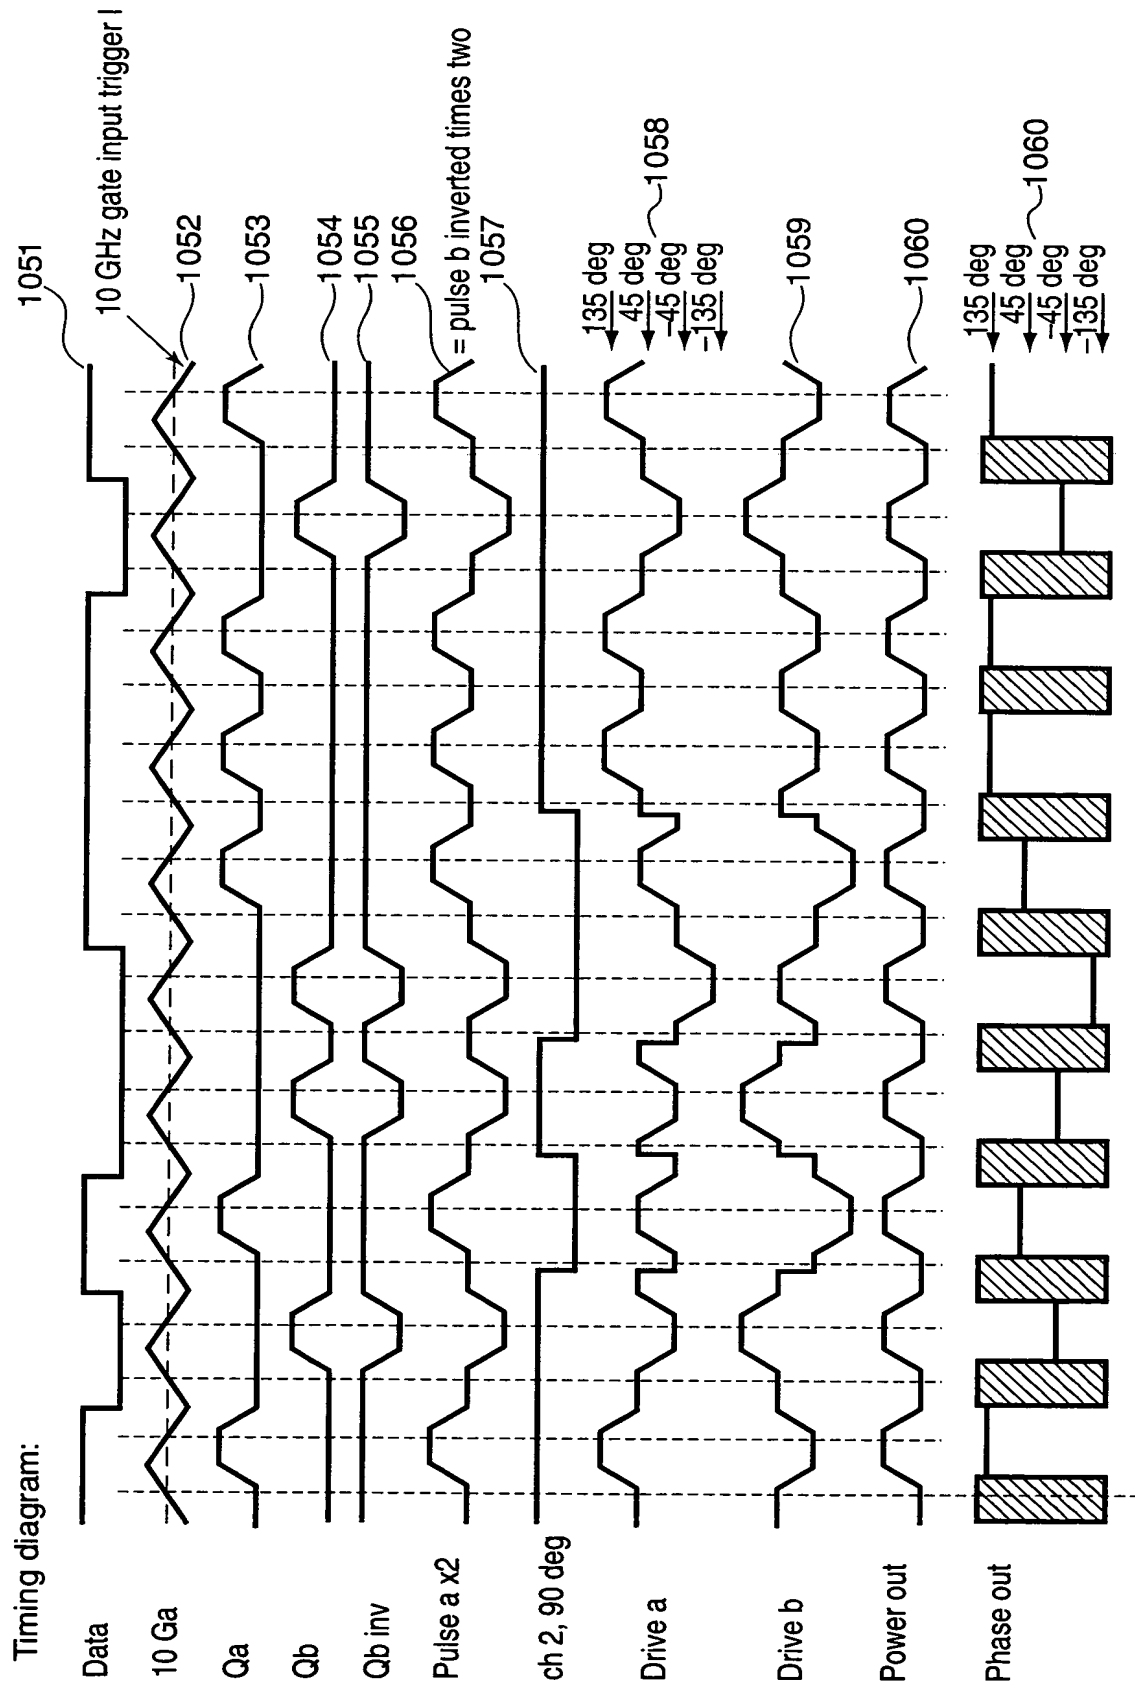 Timing diagram:
Data
1051
10 GHz gate input trigger l
10 Ga
1052
Qa
1053
Qb
1054
Qb inv
1055
Pulse a x2
1056
= pulse b inverted times two
ch 2, 90 deg
1057
Drive a
135 deg
45 deg
-45 deg
-135 deg
1058
Drive b
1059
Power out
1060
Phase out
135 deg
45 deg
-45 deg
-135 deg
1060